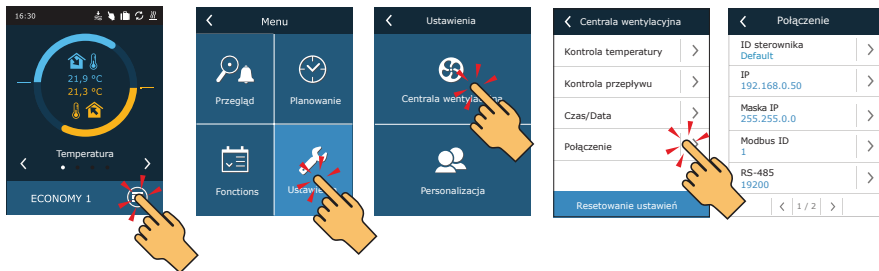 16:30
21,9 °C
21,3 °C
Temperatura
ECONOMY 1
Menu
Przegląd
Planowanie
Fonctions
Ustawienia
Ustawienia
Centrala wentylacyjna
Personalizacja
Centrala wentylacyjna
Kontrola temperatury
Kontrola przepływu
Czas/Data
Połączenie
Resetowanie ustawień
Połączenie
ID sterownika
Default
IP
192.168.0.50
Maska IP
255.255.0.0
Modbus ID
1
RS-485
19200
1 / 2